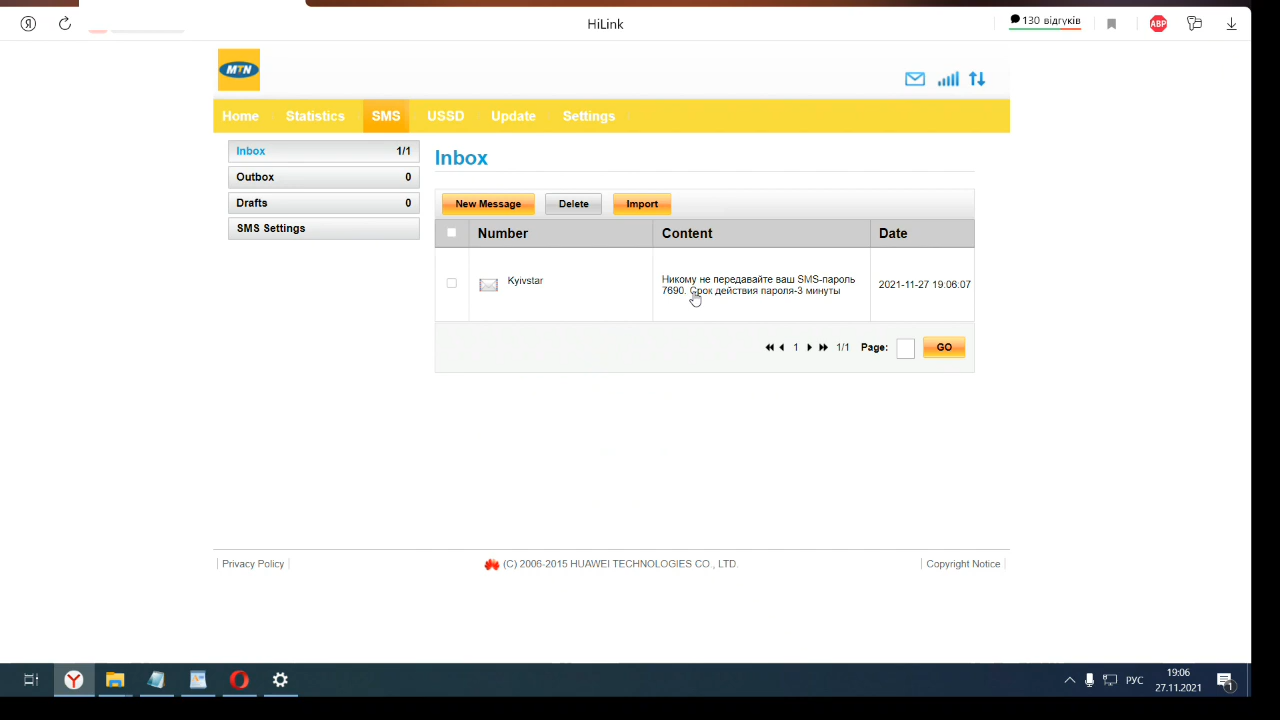 Я HiLink 130 відгуків ABP
MTN
Home Statistics SMS USSD Update Settings
Inbox 1/1
Outbox 0
Drafts 0
SMS Settings
Inbox
New Message Delete Import
Number Content Date
Kyivstar
Никому не передавайте ваш SMS-пароль
7690. Срок действия пароля-3 минуты
2021-11-27 19:06:07
1 1/1 Page: GO
Privacy Policy (C) 2006-2015 HUAWEI TECHNOLOGIES CO., LTD. Copyright Notice
РУС
19:06
27.11.2021
1